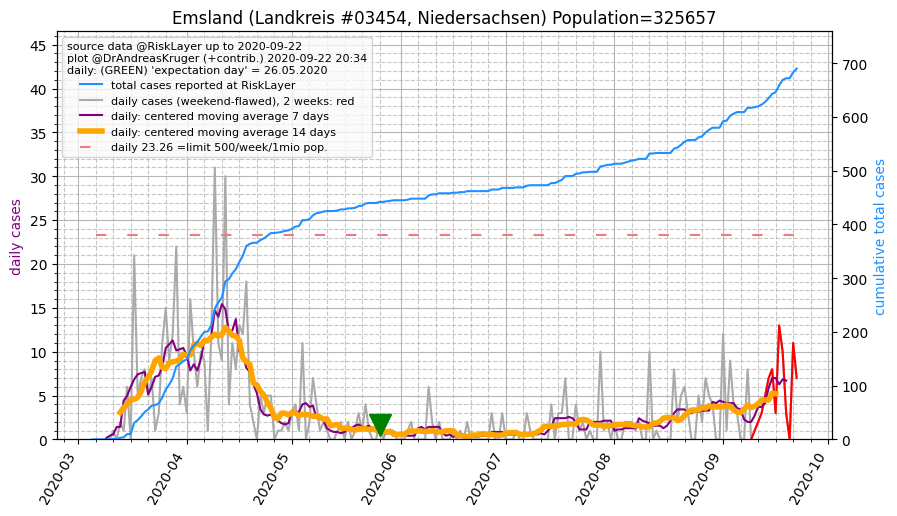 Emsland (Landkreis #03454, Niedersachsen) Population=325657
source data @RiskLayer up to 2020-09-22
plot @DrAndreasKruger (+contrib.) 2020-09-22 20:34
daily: (GREEN) 'expectation day' = 26.05.2020
total cases reported at RiskLayer
daily cases (weekend-flawed), 2 weeks: red
daily: centered moving average 7 days
daily: centered moving average 14 days
daily 23.26 =limit 500/week/1mio pop.
daily cases
45
40
35
30
25
20
15
10
5
0
cumulative total cases
700
600
500
400
300
200
100
0
2020-03
2020-04
2020-05
2020-06
2020-07
2020-08
2020-09
2020-10